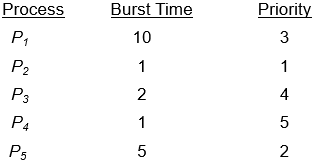 Process Burst Time Priority
P1 10 3
P2 1 1
P3 2 4
P4 1 5
P5 5 2